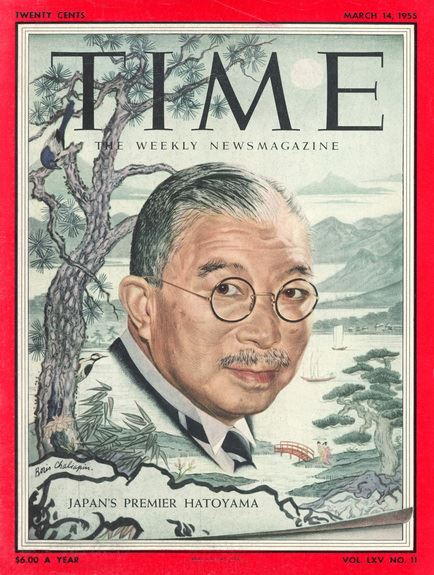 TWENTY CENTS
MARCH 14, 1955
TIME
THE WEEKLY NEWSMAGAZINE
Boris Chaliapin.
JAPAN'S PREMIER HATOYAMA
$6.00 A YEAR
VOL. LXV NO. 11